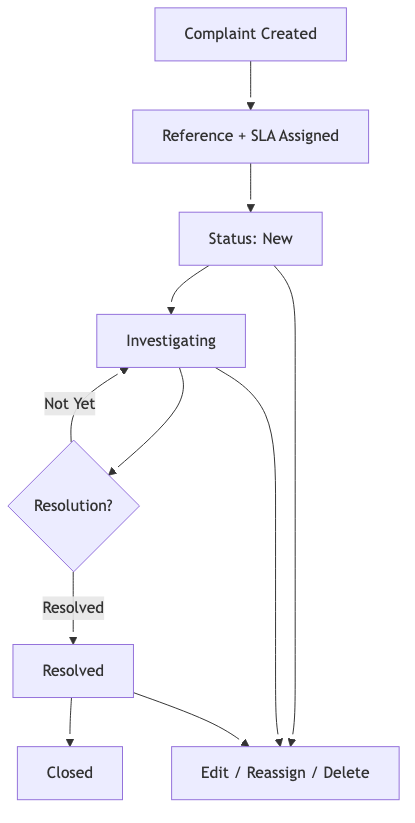 Complaint Created
Reference + SLA Assigned
Status: New
Investigating
Not Yet
Resolution?
Resolved
Resolved
Closed
Edit / Reassign / Delete